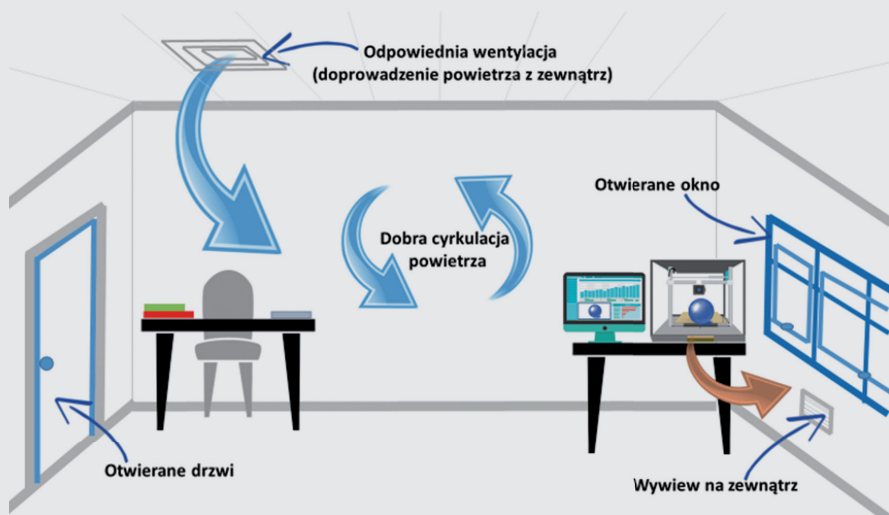 Odpowiednia wentylacja
(doprowadzenie powietrza z zewnątrz)
Otwierane okno
Dobra cyrkulacja
powietrza
Otwierane drzwi
Wywiew na zewnątrz